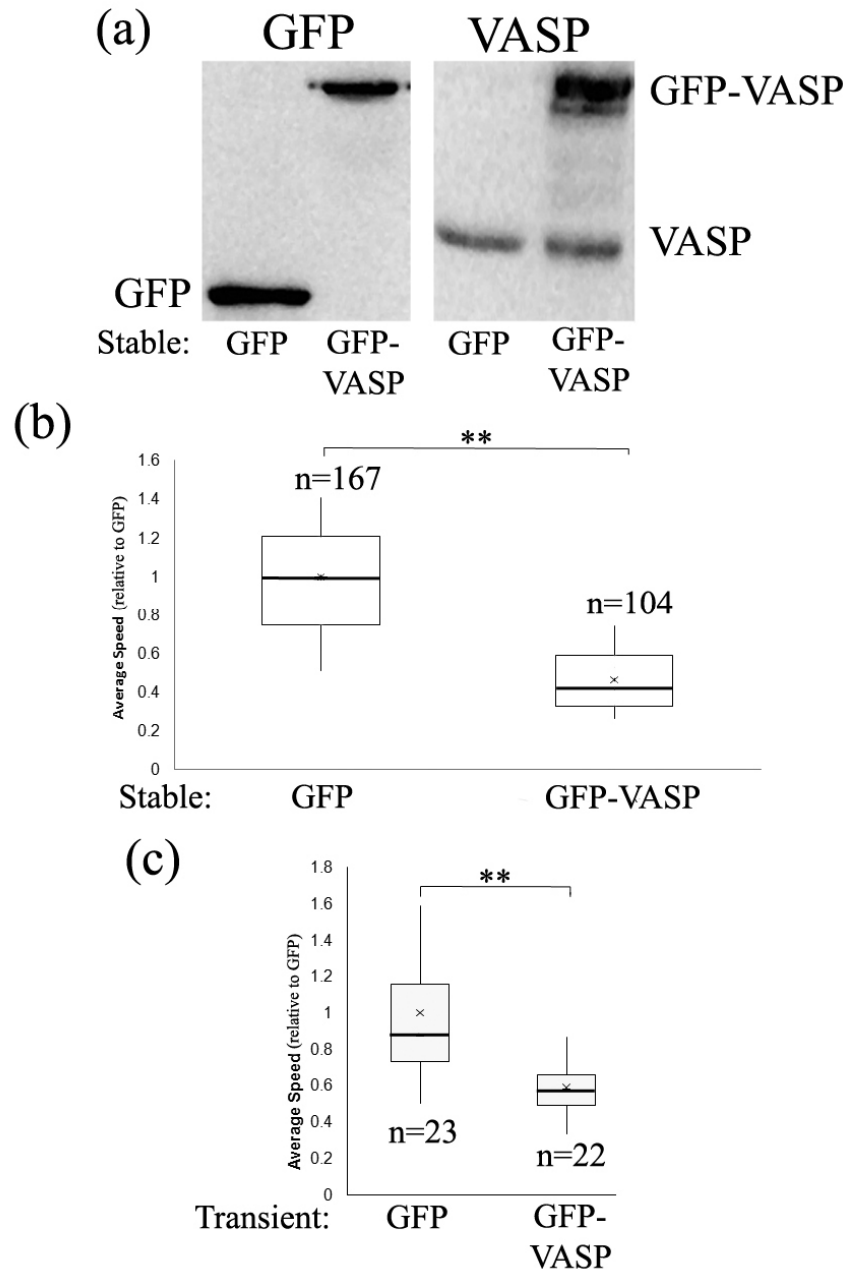 (a)
GFP
VASP
GFP-VASP
VASP
GFP
Stable:
GFP
GFP-
VASP
GFP
GFP-
VASP
(b)
**
Average Speed (relative to GFP)
1.6
1.4
1.2
1
0.8
0.6
0.4
0.2
0
n=167
n=104
Stable:
GFP
GFP-VASP
(c)
**
Average Speed (relative to GFP)
1.8
1.6
1.4
1.2
1
0.8
0.6
0.4
0.2
0
n=23
n=22
Transient:
GFP
GFP-
VASP